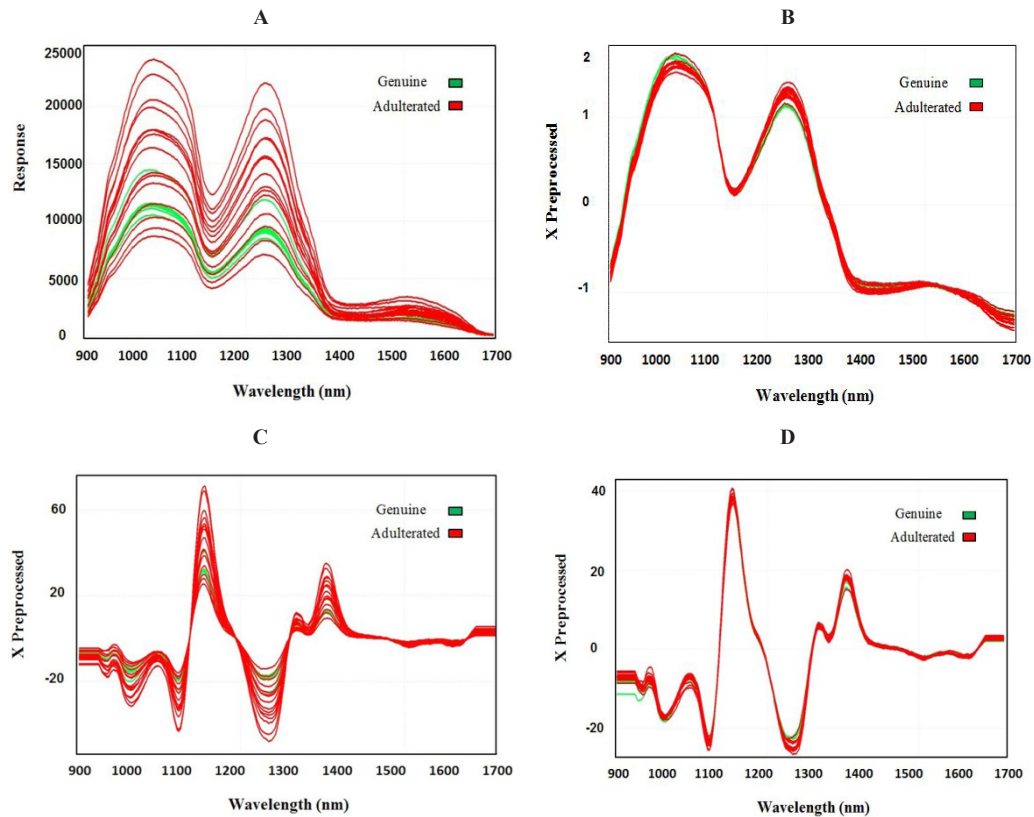 A
25000
20000
15000
10000
5000
0
Response
Genuine
Adulterated
900 1000 1100 1200 1300 1400 1500 1600 1700
Wavelength (nm)
B
2
1
0
-1
X Preprocessed
Genuine
Adulterated
900 1000 1100 1200 1300 1400 1500 1600 1700
Wavelength (nm)
C
60
20
-20
X Preprocessed
Genuine
Adulterated
900 1000 1100 1200 1300 1400 1500 1600 1700
Wavelength (nm)
D
40
20
0
-20
X Preprocessed
Genuine
Adulterated
900 1000 1100 1200 1300 1400 1500 1600 1700
Wavelength (nm)